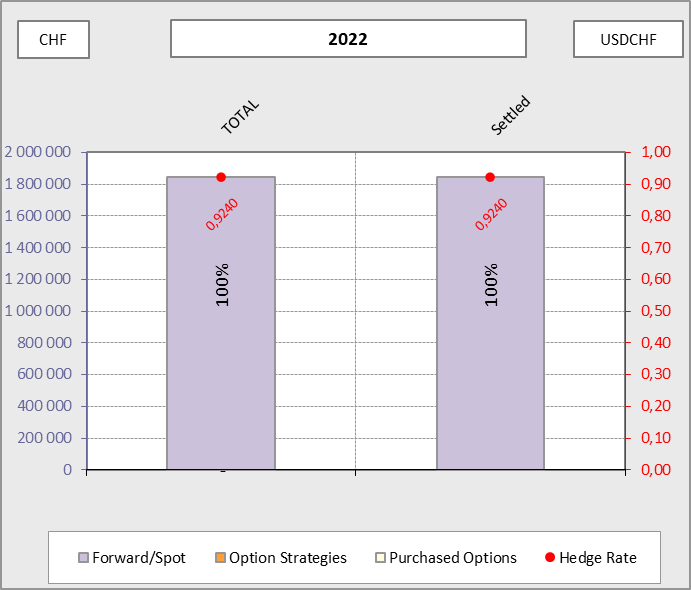 CHF
2022
USDCHF
TOTAL
Settled
2 000 000
1 800 000
1 600 000
1 400 000
1 200 000
1 000 000
800 000
600 000
400 000
200 000
0
1,00
0,90
0,80
0,70
0,60
0,50
0,40
0,30
0,20
0,10
0,00
0,9240
100%
0,9240
100%
-
Forward/Spot
Option Strategies
Purchased Options
Hedge Rate